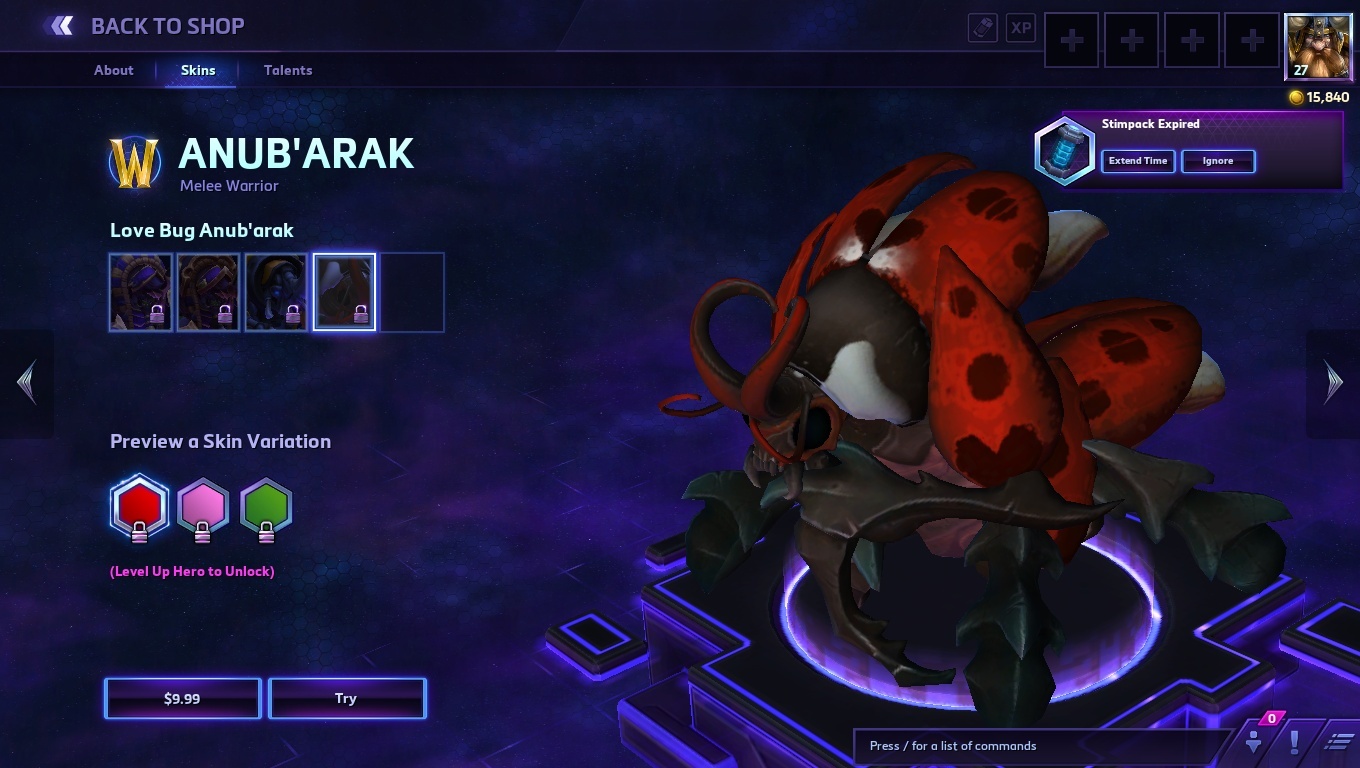 BACK TO SHOP
XP
About
Skins
Talents
27
15,840
Stimpack Expired
Extend Time
Ignore
W
ANUB'ARAK
Melee Warrior
Love Bug Anub'arak
Preview a Skin Variation
(Level Up Hero to Unlock)
$9.99
Try
0
Press / for a list of commands